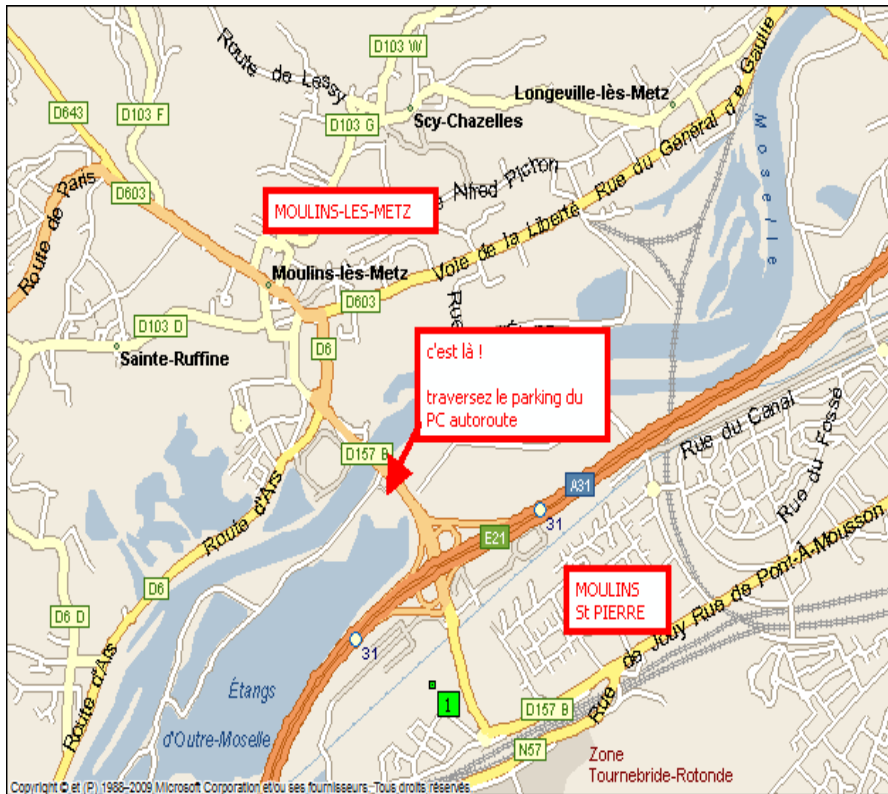 D103 W
Route de Lessy
Longeville-lès-Metz
D643
D103 F
D103 G
Scy-Chazelles
Rue du Général de Gaulle
Moselle
Route de Paris
D603
MOULINS-LES-METZ
Alfred Pichon
Voie de la Liberté
Moulins-lès-Metz
D603
Rue
D103 D
D6
Sainte-Ruffine
c'est là !
traversez le parking du
PC autoroute
Rue du Canal
Rue du Fossé
D157 B
A31
31
E21
Route d'Ars
D6
D6 D
MOULINS
St PIERRE
Rue de Pont-À-Mousson
Rue de Jouy
31
Étangs
d'Outre-Moselle
1
D157 B
N57
Route d'Ars
Zone
Tournebride-Rotonde
Copyright © et (P) 1988–2009 Microsoft Corporation et/ou ses fournisseurs. Tous droits réservés.